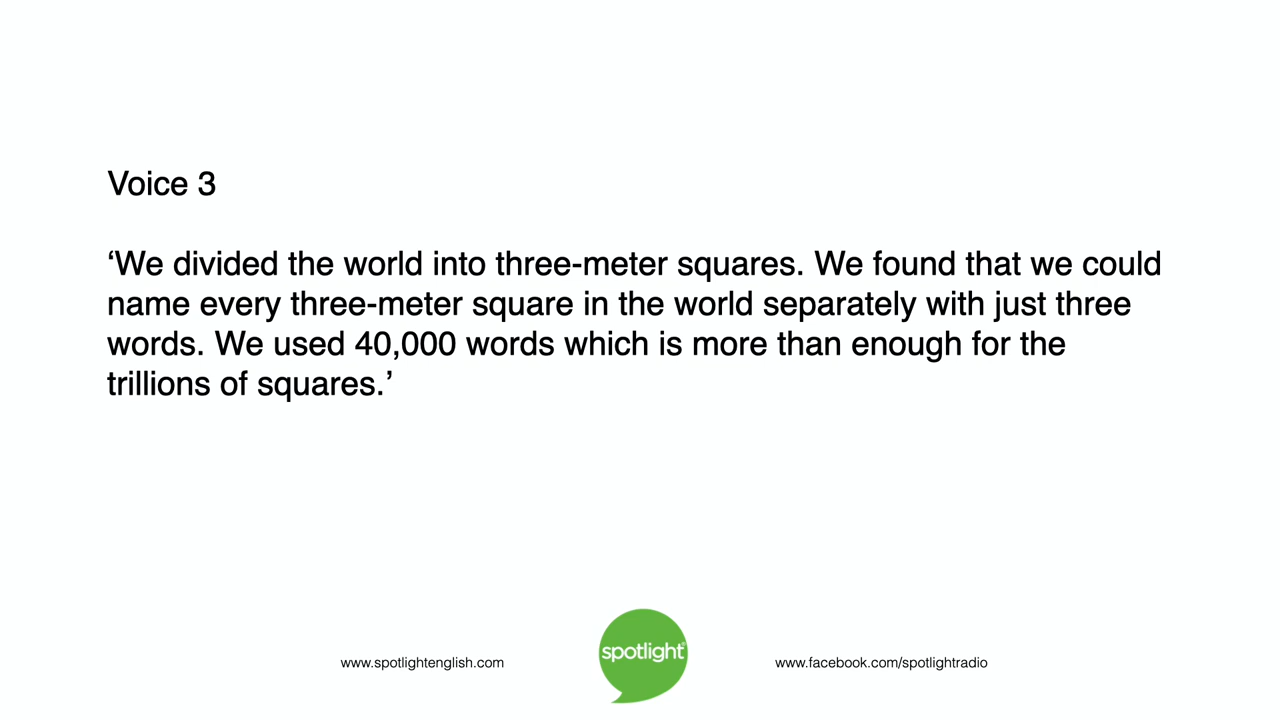 Voice 3
‘We divided the world into three-meter squares. We found that we could
name every three-meter square in the world separately with just three
words. We used 40,000 words which is more than enough for the
trillions of squares.’
www.spotlightenglish.com
spotlight®
www.facebook.com/spotlightradio